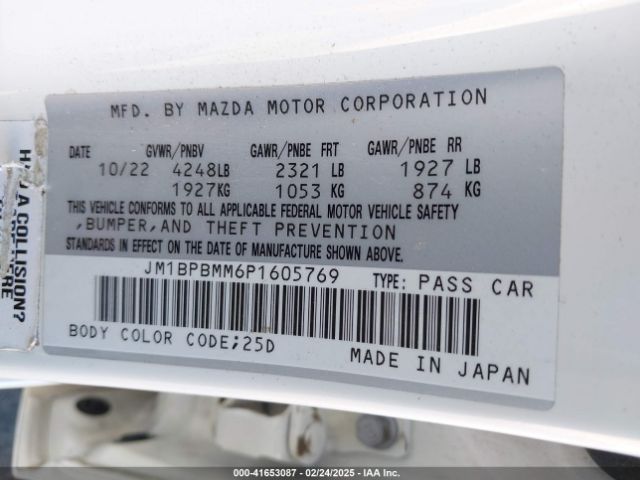 MFD. BY MAZDA MOTOR CORPORATION
DATE GVWR/PNBV GAWR/PNBE FRT GAWR/PNBE RR
10/22 4248LB 2321 LB 1927 LB
1927KG 1053 KG 874 KG
THIS VEHICLE CONFORMS TO ALL APPLICABLE FEDERAL MOTOR VEHICLE SAFETY
,BUMPER,AND THEFT PREVENTION
STANDARDS IN EFFECT ON THE DATE OF MANUFACTURE SHOWN ABOVE.
JM1BPBMM6P1605769 TYPE: PASS CAR
BODY COLOR CODE;25D
MADE IN JAPAN
A COLLISION?
000-41653087 - 02/24/2025 - IAA Inc.